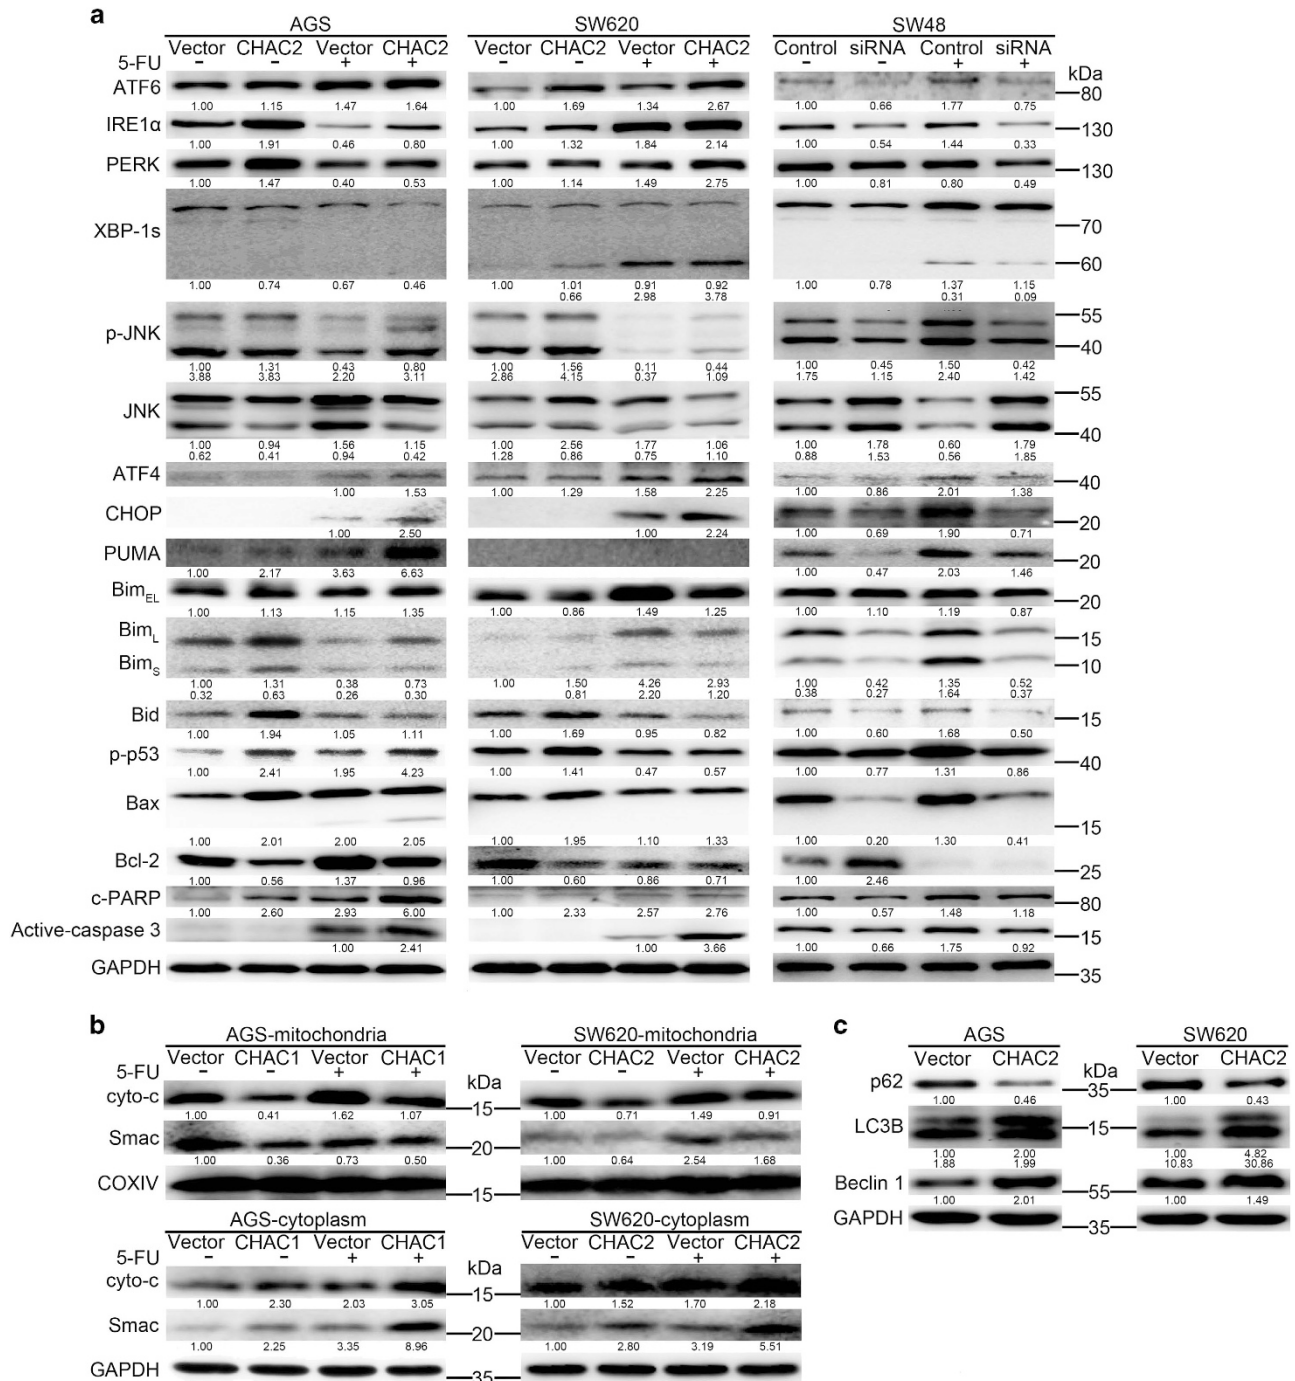 a
AGS SW620 SW48
Vector CHAC2 Vector CHAC2 Vector CHAC2 Vector CHAC2 Control siRNA Control siRNA
5-FU - - + + - - + + - - + + kDa
ATF6 80
1.00 1.15 1.47 1.64 1.00 1.69 1.34 2.67 1.00 0.66 1.77 0.75
IRE1α 130
1.00 1.91 0.46 0.80 1.00 1.32 1.84 2.14 1.00 0.54 1.44 0.33
PERK 130
1.00 1.47 0.40 0.53 1.00 1.14 1.49 2.75 1.00 0.81 0.80 0.49
70
XBP-1s
60
1.00 0.74 0.67 0.46 1.00 1.01 0.91 0.92 1.00 0.78 1.37 1.15
0.66 2.98 3.78 0.31 0.09
55
p-JNK
40
1.00 1.31 0.43 0.80 1.00 1.56 0.11 0.44 1.00 0.45 1.50 0.42
3.88 3.83 2.20 3.11 2.86 4.15 0.37 1.09 1.75 1.15 2.40 1.42
55
JNK
40
1.00 0.94 1.56 1.15 1.00 2.56 1.77 1.06 1.00 1.78 0.60 1.79
0.62 0.41 0.94 0.42 1.28 0.86 0.75 1.10 0.88 1.53 0.56 1.85
ATF4 40
1.00 1.53 1.00 1.29 1.58 2.25 1.00 0.86 2.01 1.38
CHOP 20
1.00 2.50 1.00 2.24 1.00 0.69 1.90 0.71
PUMA 20
1.00 2.17 3.63 6.63 1.00 0.47 2.03 1.46
BimEL 20
1.00 1.13 1.15 1.35 1.00 0.86 1.49 1.25 1.00 1.10 1.19 0.87
BimL 15
BimS 10
1.00 1.31 0.38 0.73 1.00 1.50 4.26 2.93 1.00 0.42 1.35 0.52
0.32 0.63 0.26 0.30 0.81 2.20 1.20 0.38 0.27 1.64 0.37
Bid 15
1.00 1.94 1.05 1.11 1.00 1.69 0.95 0.82 1.00 0.60 1.68 0.50
p-p53 40
1.00 2.41 1.95 4.23 1.00 1.41 0.47 0.57 1.00 0.77 1.31 0.86
Bax
15
1.00 2.01 2.00 2.05 1.00 1.95 1.10 1.33 1.00 0.20 1.30 0.41
Bcl-2 25
1.00 0.56 1.37 0.96 1.00 0.60 0.86 0.71 1.00 2.46
c-PARP 80
1.00 2.60 2.93 6.00 1.00 2.33 2.57 2.76 1.00 0.57 1.48 1.18
Active-caspase 3 15
1.00 2.41 1.00 3.66 1.00 0.66 1.75 0.92
GAPDH 35
b
AGS-mitochondria SW620-mitochondria
Vector CHAC1 Vector CHAC1 Vector CHAC2 Vector CHAC2
5-FU - - + + kDa - - + +
cyto-c 15
1.00 0.41 1.62 1.07 1.00 0.71 1.49 0.91
Smac 20
1.00 0.36 0.73 0.50 1.00 0.64 2.54 1.68
COXIV 15
AGS-cytoplasm SW620-cytoplasm
Vector CHAC1 Vector CHAC1 Vector CHAC2 Vector CHAC2
5-FU - - + + kDa - - + +
cyto-c 15
1.00 2.30 2.03 3.05 1.00 1.52 1.70 2.18
Smac 20
1.00 2.25 3.35 8.96 1.00 2.80 3.19 5.51
GAPDH 35
c
AGS SW620
Vector CHAC2 kDa Vector CHAC2
p62 35
1.00 0.46 1.00 0.43
LC3B 15
1.00 2.00 1.00 4.82
1.88 1.99 10.83 30.86
Beclin 1 55
1.00 2.01 1.00 1.49
GAPDH 35